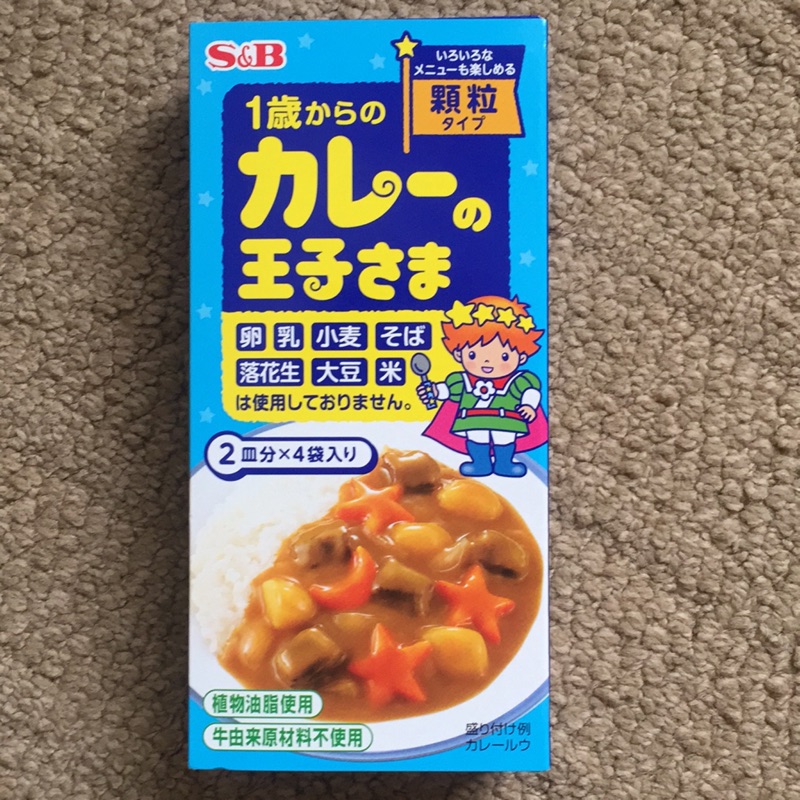 S&B
いろいろな
メニューも楽しめる
顆粒
タイプ
1歳からの
カレーの
王子さま
卵 乳 小麦 そば
落花生 大豆 米
は使用しておりません。
2皿分×4袋入り
植物油脂使用
牛由来原材料不使用
盛り付け例
カレールウ